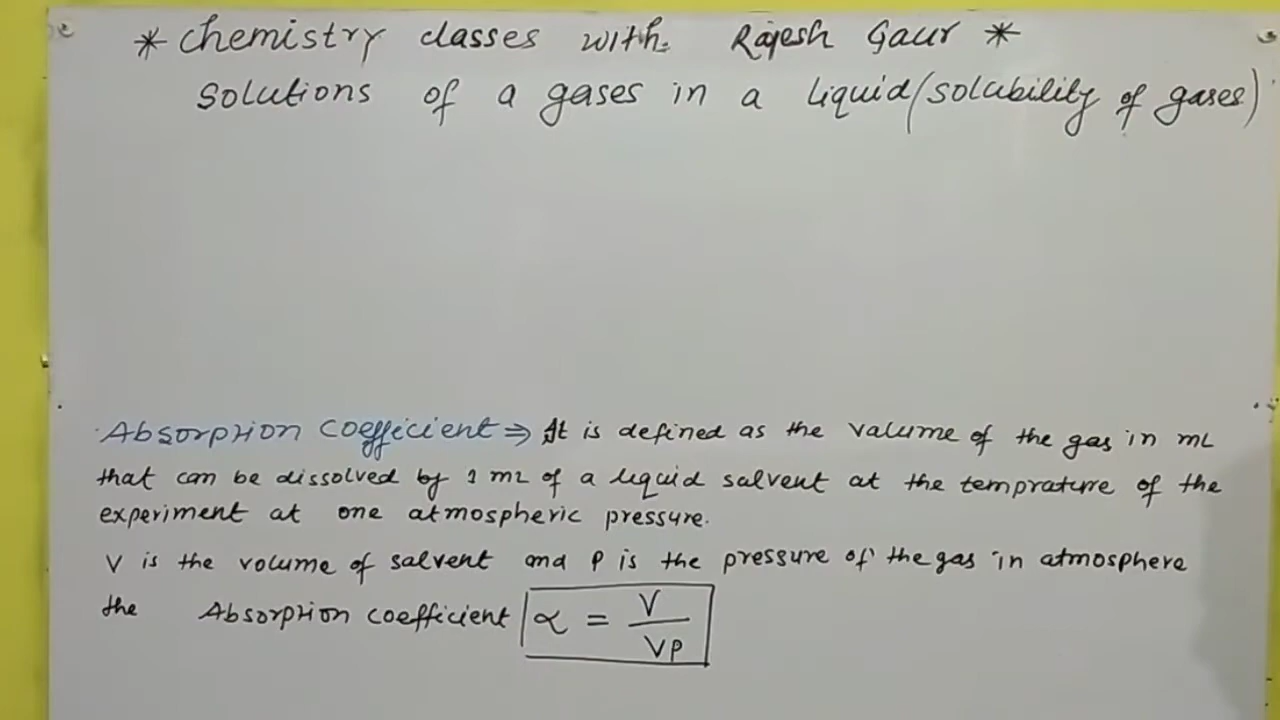 * Chemistry classes with Rajesh Gaur *
Solutions of a gases in a liquid (solubility of gases)
Absorption coefficient ⇒ It is defined as the valume of the gas in mL
that can be dissolved by 1 mL of a liquid salvent at the temprature of the
experiment at one atmospheric pressure.
V is the volume of salvent and P is the pressure of the gas in atmosphere
the Absorption coefficient α = V / VP